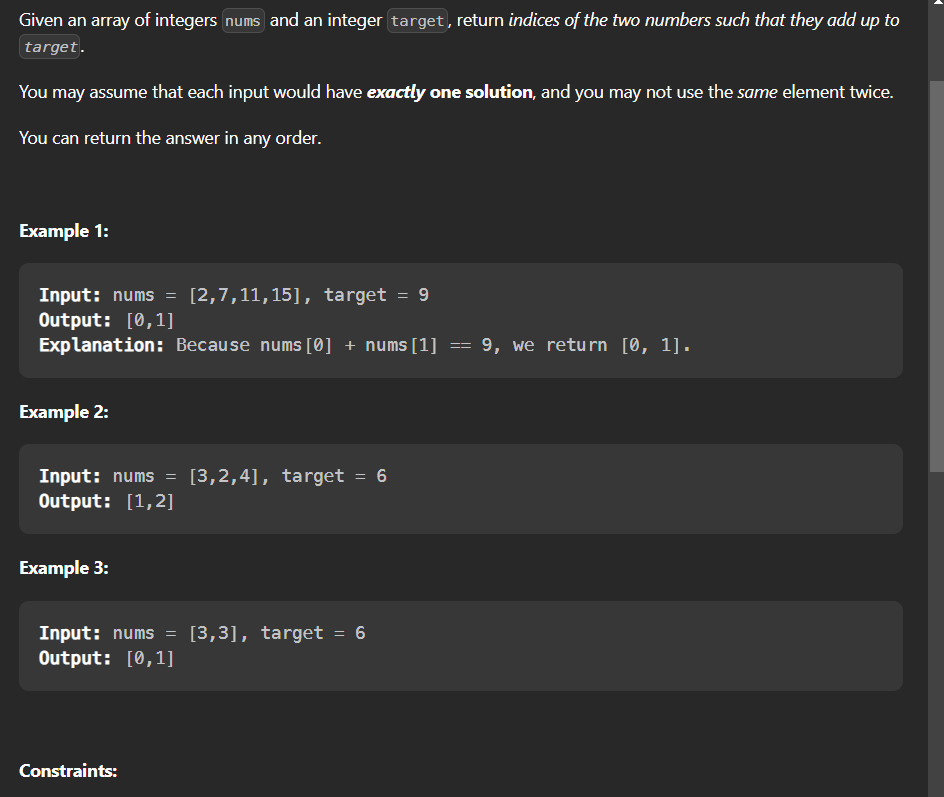 Given an array of integers nums and an integer target, return indices of the two numbers such that they add up to
target.
You may assume that each input would have exactly one solution, and you may not use the same element twice.
You can return the answer in any order.
Example 1:
Input: nums = [2,7,11,15], target = 9
Output: [0,1]
Explanation: Because nums[0] + nums[1] == 9, we return [0, 1].
Example 2:
Input: nums = [3,2,4], target = 6
Output: [1,2]
Example 3:
Input: nums = [3,3], target = 6
Output: [0,1]
Constraints: